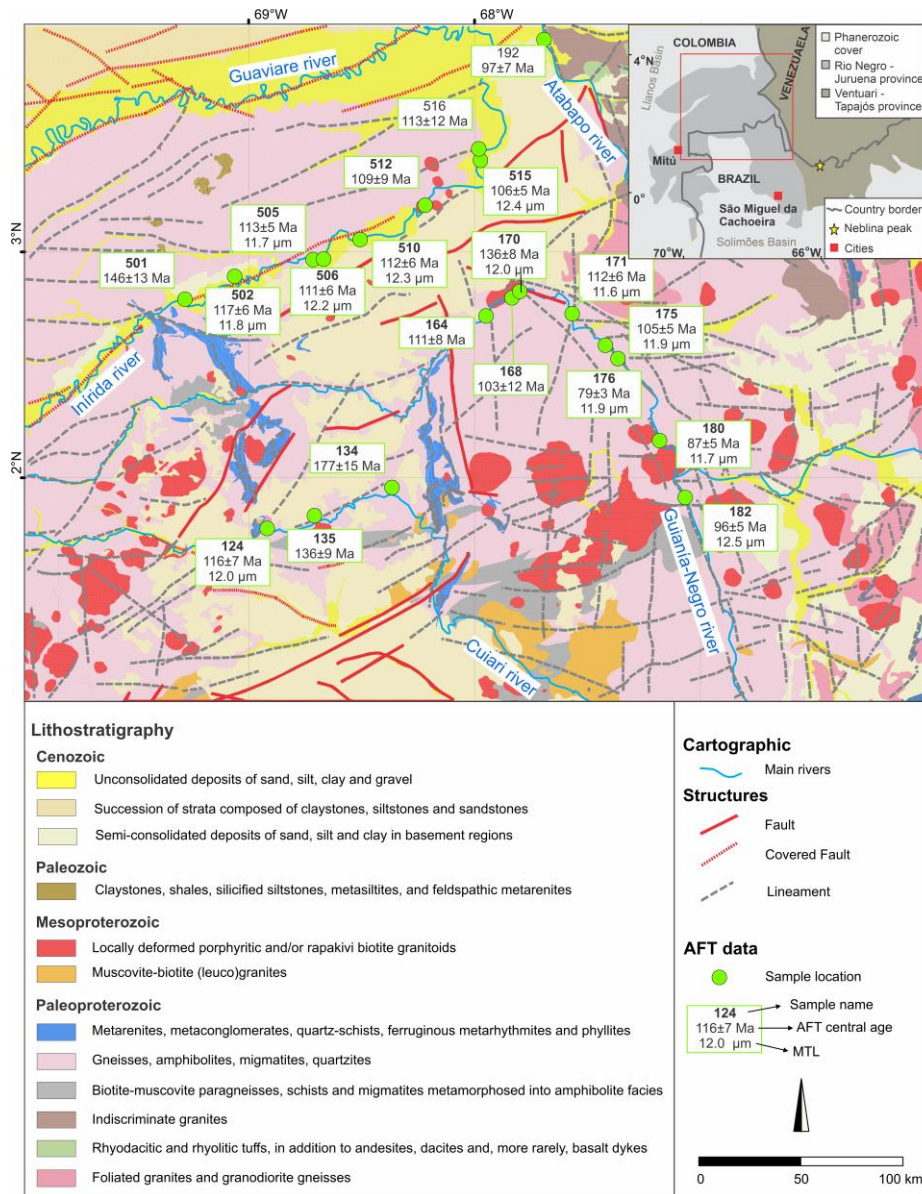 69°W
68°W
3°N
2°N
Guaviare river
Atabapo river
Inírida river
Cuiari river
Guianía-Negro river
192
97±7 Ma
516
113±12 Ma
512
109±9 Ma
515
106±5 Ma
12.4 µm
505
113±5 Ma
11.7 µm
510
112±6 Ma
12.3 µm
170
136±8 Ma
12.0 µm
171
112±6 Ma
11.6 µm
501
146±13 Ma
502
117±6 Ma
11.8 µm
506
111±6 Ma
12.2 µm
164
111±8 Ma
175
105±5 Ma
11.9 µm
168
103±12 Ma
176
79±3 Ma
11.9 µm
180
87±5 Ma
11.7 µm
134
177±15 Ma
182
96±5 Ma
12.5 µm
124
116±7 Ma
12.0 µm
135
136±9 Ma
COLOMBIA
VENEZUAELA
Llanos Basin
4°N
Mitú
BRAZIL
0°
São Miguel da
Cachoeira
Solimões Basin
70°W
66°W
Phanerozoic
cover
Rio Negro -
Juruena province
Ventuari -
Tapajós province
Country border
Neblina peak
Cities
Lithostratigraphy
Cenozoic
Unconsolidated deposits of sand, silt, clay and gravel
Succession of strata composed of claystones, siltstones and sandstones
Semi-consolidated deposits of sand, silt and clay in basement regions
Paleozoic
Claystones, shales, silicified siltstones, metasiltites, and feldspathic metarenites
Mesoproterozoic
Locally deformed porphyritic and/or rapakivi biotite granitoids
Muscovite-biotite (leuco)granites
Paleoproterozoic
Metarenites, metaconglomerates, quartz-schists, ferruginous metarhythmites and phyllites
Gneisses, amphibolites, migmatites, quartzites
Biotite-muscovite paragneisses, schists and migmatites metamorphosed into amphibolite facies
Indiscriminate granites
Rhyodacitic and rhyolitic tuffs, in addition to andesites, dacites and, more rarely, basalt dykes
Foliated granites and granodiorite gneisses
Cartographic
Main rivers
Structures
Fault
Covered Fault
Lineament
AFT data
Sample location
124
116±7 Ma
12.0 µm
Sample name
AFT central age
MTL
0
50
100 km